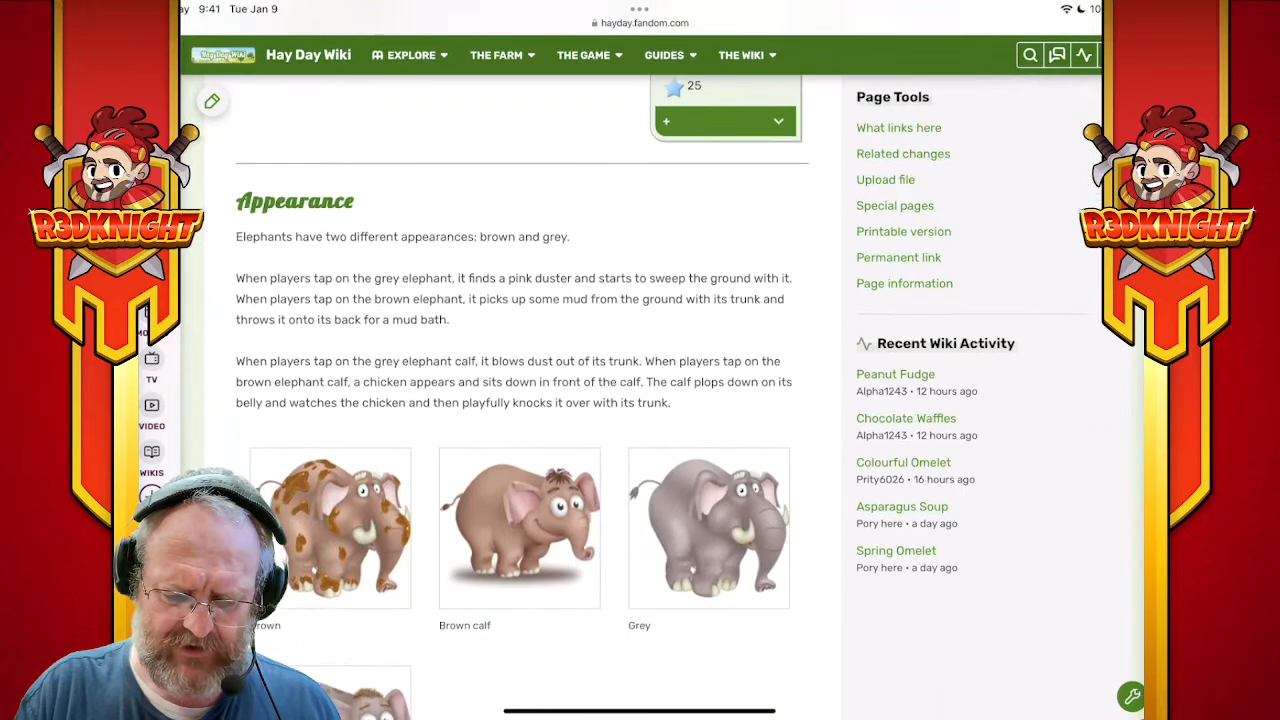 ay 9:41 Tue Jan 9
hayday.fandom.com
10
Hay Day Wiki
Hay Day Wiki EXPLORE THE FARM THE GAME GUIDES THE WIKI
25
+
Page Tools
What links here
Related changes
Upload file
Special pages
Printable version
Permanent link
Page information
R3DKNIGHT
R3DKNIGHT
Appearance
Elephants have two different appearances: brown and grey.
When players tap on the grey elephant, it finds a pink duster and starts to sweep the ground with it.
When players tap on the brown elephant, it picks up some mud from the ground with its trunk and
throws it onto its back for a mud bath.
When players tap on the grey elephant calf, it blows dust out of its trunk. When players tap on the
brown elephant calf, a chicken appears and sits down in front of the calf. The calf plops down on its
belly and watches the chicken and then playfully knocks it over with its trunk.
TV
VIDEO
WIKIS
rown
Brown calf
Grey
Recent Wiki Activity
Peanut Fudge
Alpha1243 • 12 hours ago
Chocolate Waffles
Alpha1243 • 12 hours ago
Colourful Omelet
Prity6026 • 16 hours ago
Asparagus Soup
Pory here • a day ago
Spring Omelet
Pory here • a day ago